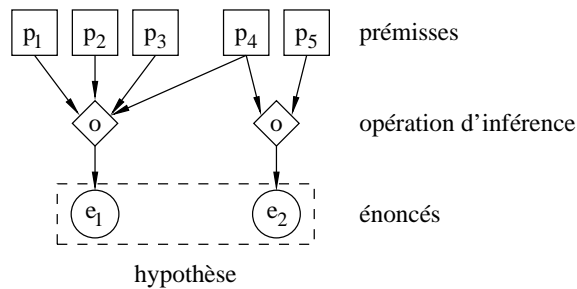 p1 p2 p3 p4 p5 prémisses
o o opération d'inférence
e1 e2 énoncés
hypothèse